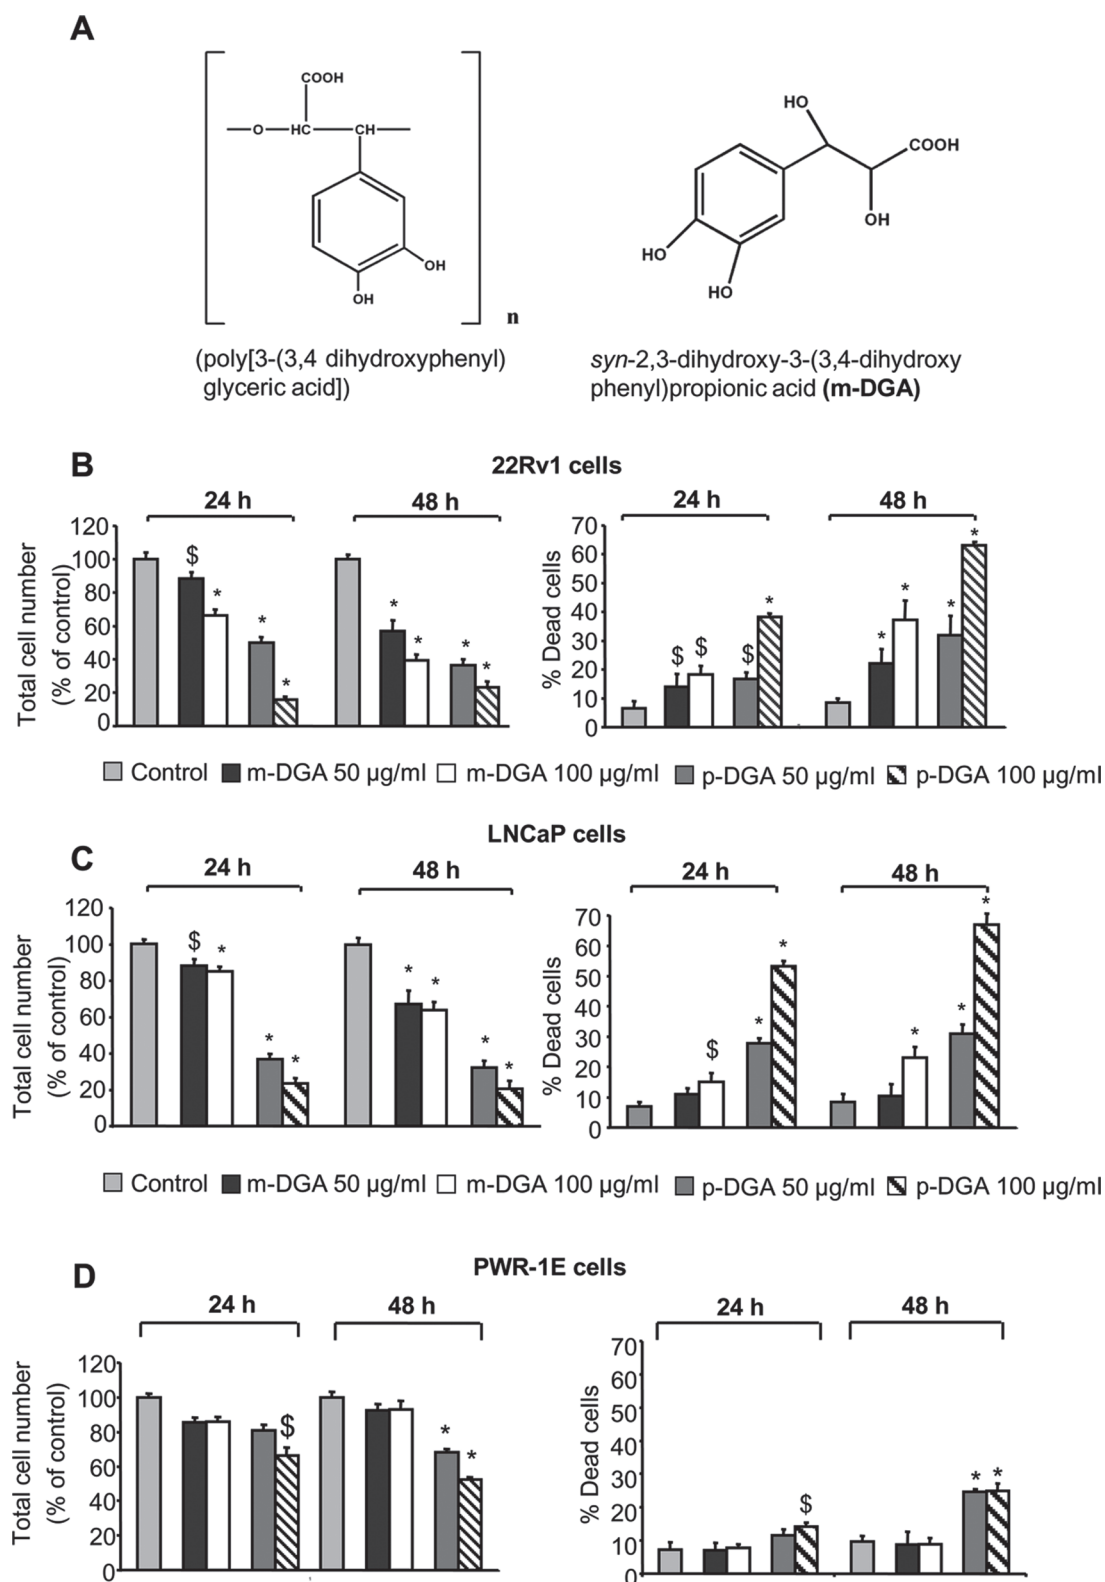 A
COOH
O
HC
CH
OH
OH
n
HO
COOH
OH
HO
HO
(poly[3-(3,4 dihydroxyphenyl)
glyceric acid])
syn-2,3-dihydroxy-3-(3,4-dihydroxy
phenyl)propionic acid (m-DGA)
B
22Rv1 cells
24 h
48 h
Total cell number
(% of control)
120
100
80
60
40
20
0
$
*
*
*
*
*
*
*
24 h
48 h
% Dead cells
70
60
50
40
30
20
10
0
$
$
$
*
*
*
*
*
Control
m-DGA 50 µg/ml
m-DGA 100 µg/ml
p-DGA 50 µg/ml
p-DGA 100 µg/ml
C
LNCaP cells
24 h
48 h
Total cell number
(% of control)
120
100
80
60
40
20
0
$
*
*
*
*
*
*
*
24 h
48 h
% Dead cells
70
60
50
40
30
20
10
0
$
*
*
*
*
*
Control
m-DGA 50 µg/ml
m-DGA 100 µg/ml
p-DGA 50 µg/ml
p-DGA 100 µg/ml
D
PWR-1E cells
24 h
48 h
Total cell number
(% of control)
120
100
80
60
40
20
0
$
*
*
24 h
48 h
% Dead cells
70
60
50
40
30
20
10
0
$
*
*